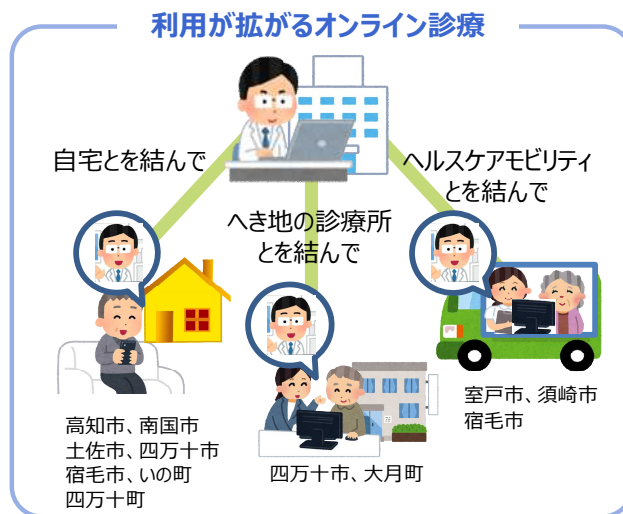 利用が拡がるオンライン診療
自宅とを結んで
へき地の診療所
とを結んで
ヘルスケアモビリティ
とを結んで
高知市、南国市
土佐市、四万十市
宿毛市、いの町
四万十町
四万十市、大月町
室戸市、須崎市
宿毛市